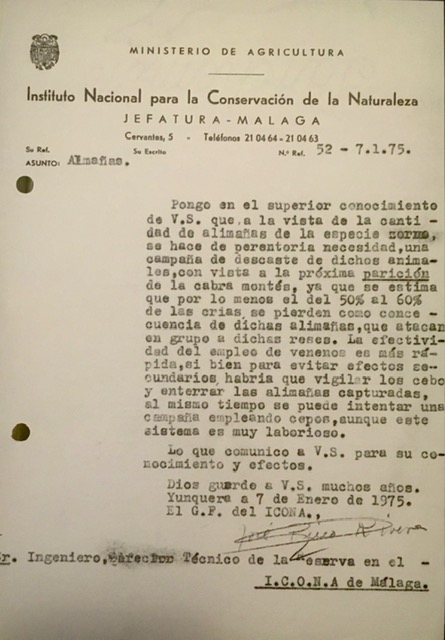 MINISTERIO DE AGRICULTURA
Instituto Nacional para la Conservación de la Naturaleza
JEFATURA - MALAGA
Cervantes, 5 - Teléfonos 21 04 64 - 21 04 63
Su Ref. Su Escrito N.º Ref. 52 - 7.1.75.
ASUNTO: Almañas.
Pongo en el superior conocimiento
de V.S. que, a la vista de la canti-
dad de alimañas de la especie zorro,
se hace de perentoria necesidad, una
campaña de descaste de dichos anima-
les, con vista a la próxima parición
de la cabra montés, ya que se estima
que por lo menos el del 50% al 60%
de las crias, se pierden como conce-
cuencia de dichas alimañas, que atacan
en grupo a dichas reses. La efectivi-
dad del empleo de venenos es más rá-
pida, si bien para evitar efectos se-
cundarios, habria que vigilar los cebo
y enterrar las alimañas capturadas,
al mismo tiempo se puede intentar una
campaña empleando cepos, aunque este
sistema es muy laborioso.
Lo que comunico a V.S. para su co-
nocimiento y efectos.
Dios guarde a V.S. muchos años.
Yunquera a 7 de Enero de 1975.
El G.F. del ICONA.,
José
r. Ingeniero, Director Técnico de la Reserva en el -
I.C.O.N.A de Málaga.